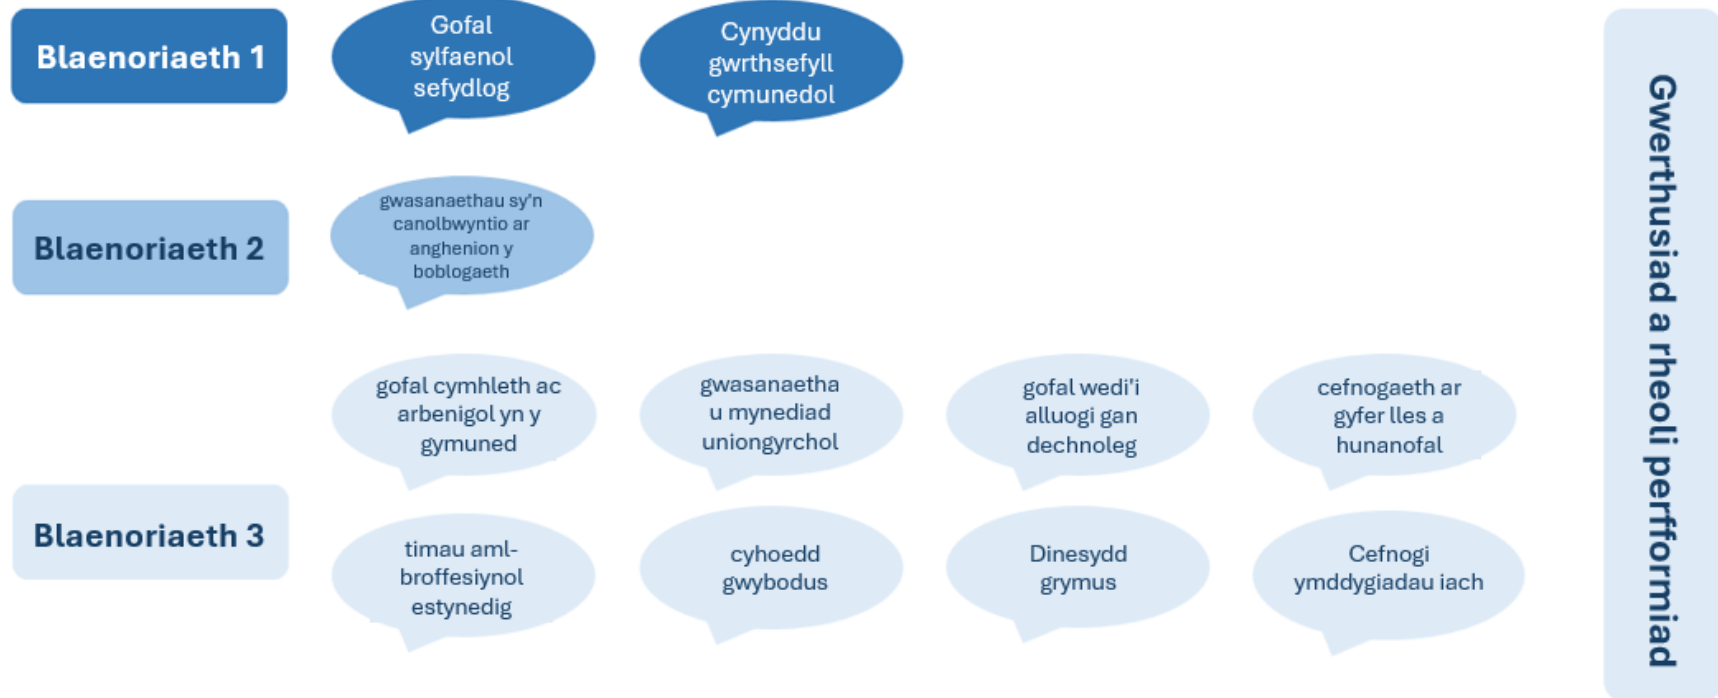 Blaenoriaeth 1
Gofal
sylfaenol
sefydlog
Cynyddu
gwrthsefyll
cymunedol
Blaenoriaeth 2
gwasanaethau sy'n
canolbwyntio ar
anghenion y
boblogaeth
Blaenoriaeth 3
gofal cymhleth ac
arbenigol yn y
gymuned
gwasanaetha
u mynediad
uniongyrchol
gofal wedi'i
alluogi gan
dechnoleg
cefnogaeth ar
gyfer lles a
hunanofal
timau aml-
broffesiynol
estynedig
cyhoedd
gwybodus
Dinesydd
grymus
Cefnogi
ymddygiadau iach
Gwerthusiad a rheoli perfformiad